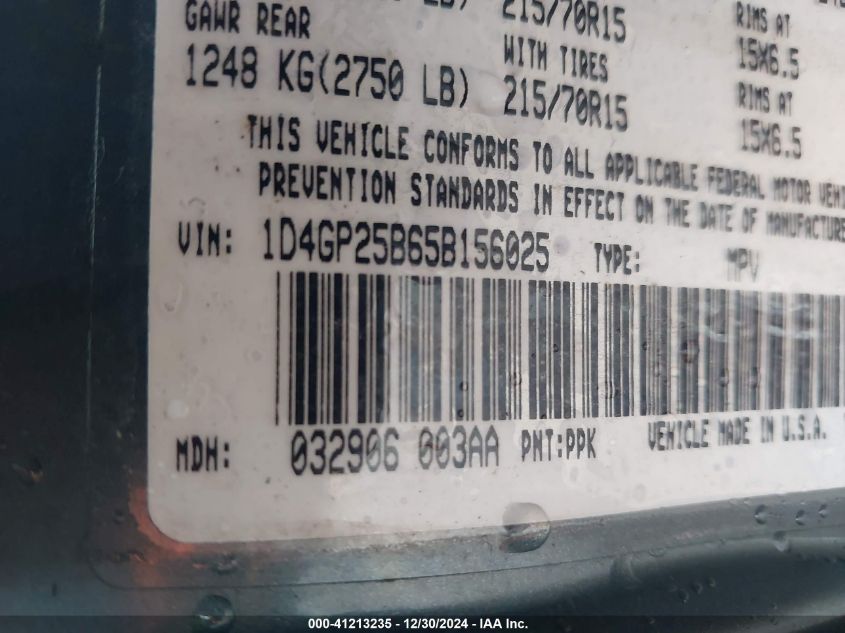 GAWR REAR
1248 KG(2750 LB)
215/70R15
WITH TIRES
215/70R15
RIMS AT
15X6.5
RIMS AT
15X6.5
THIS VEHICLE CONFORMS TO ALL APPLICABLE FEDERAL MOTOR
PREVENTION STANDARDS IN EFFECT ON THE DATE OF MANUFACTURE
VIN: 1D4GP25B65B156025 TYPE: MPV
MDH: 032906 003AA PNT:PPK VEHICLE MADE IN U.S.A.
000-41213235 - 12/30/2024 - IAA Inc.